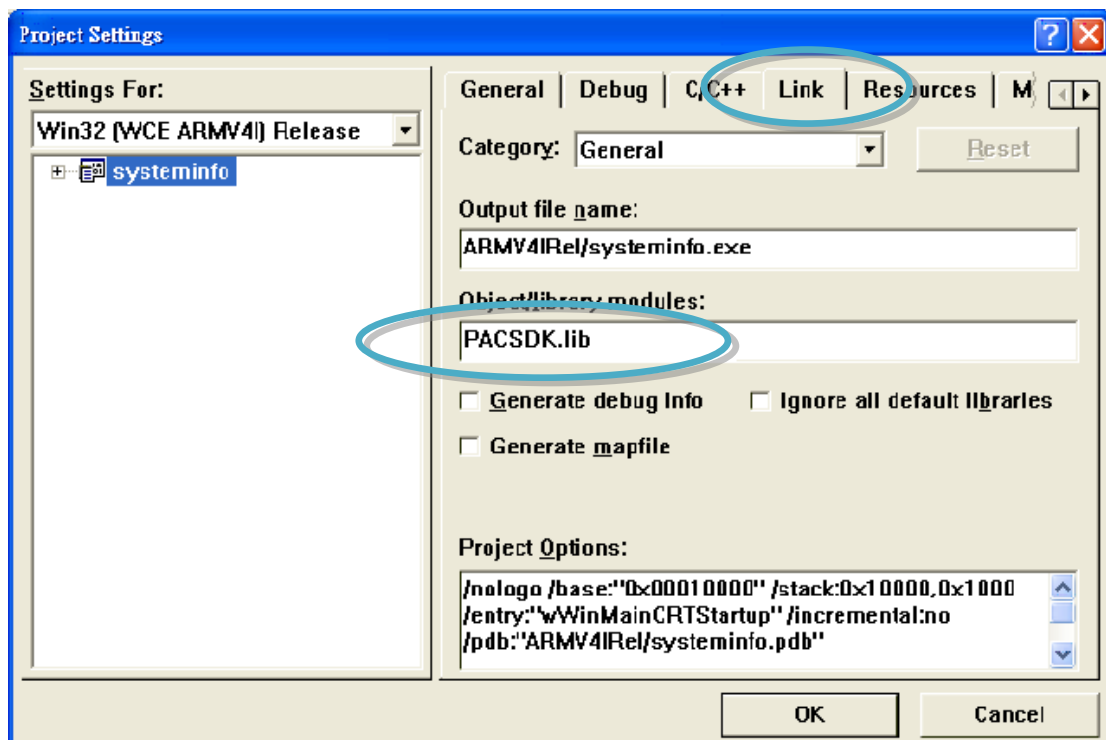 Project Settings
Settings For:
Win32 (WCE ARMV4I) Release
systeminfo
General Debug C/C++ Link Resources M
Category: General Reset
Output file name:
ARMV4IRel/systeminfo.exe
Object/library modules:
PACSDK.lib
Generate debug info Ignore all default libraries
Generate mapfile
Project Options:
/nologo /base:"0x00010000" /stack:0x10000,0x1000
/entry:"wWinMainCRTStartup" /incremental:no
/pdb:"ARMV4IRel/systeminfo.pdb"
OK Cancel